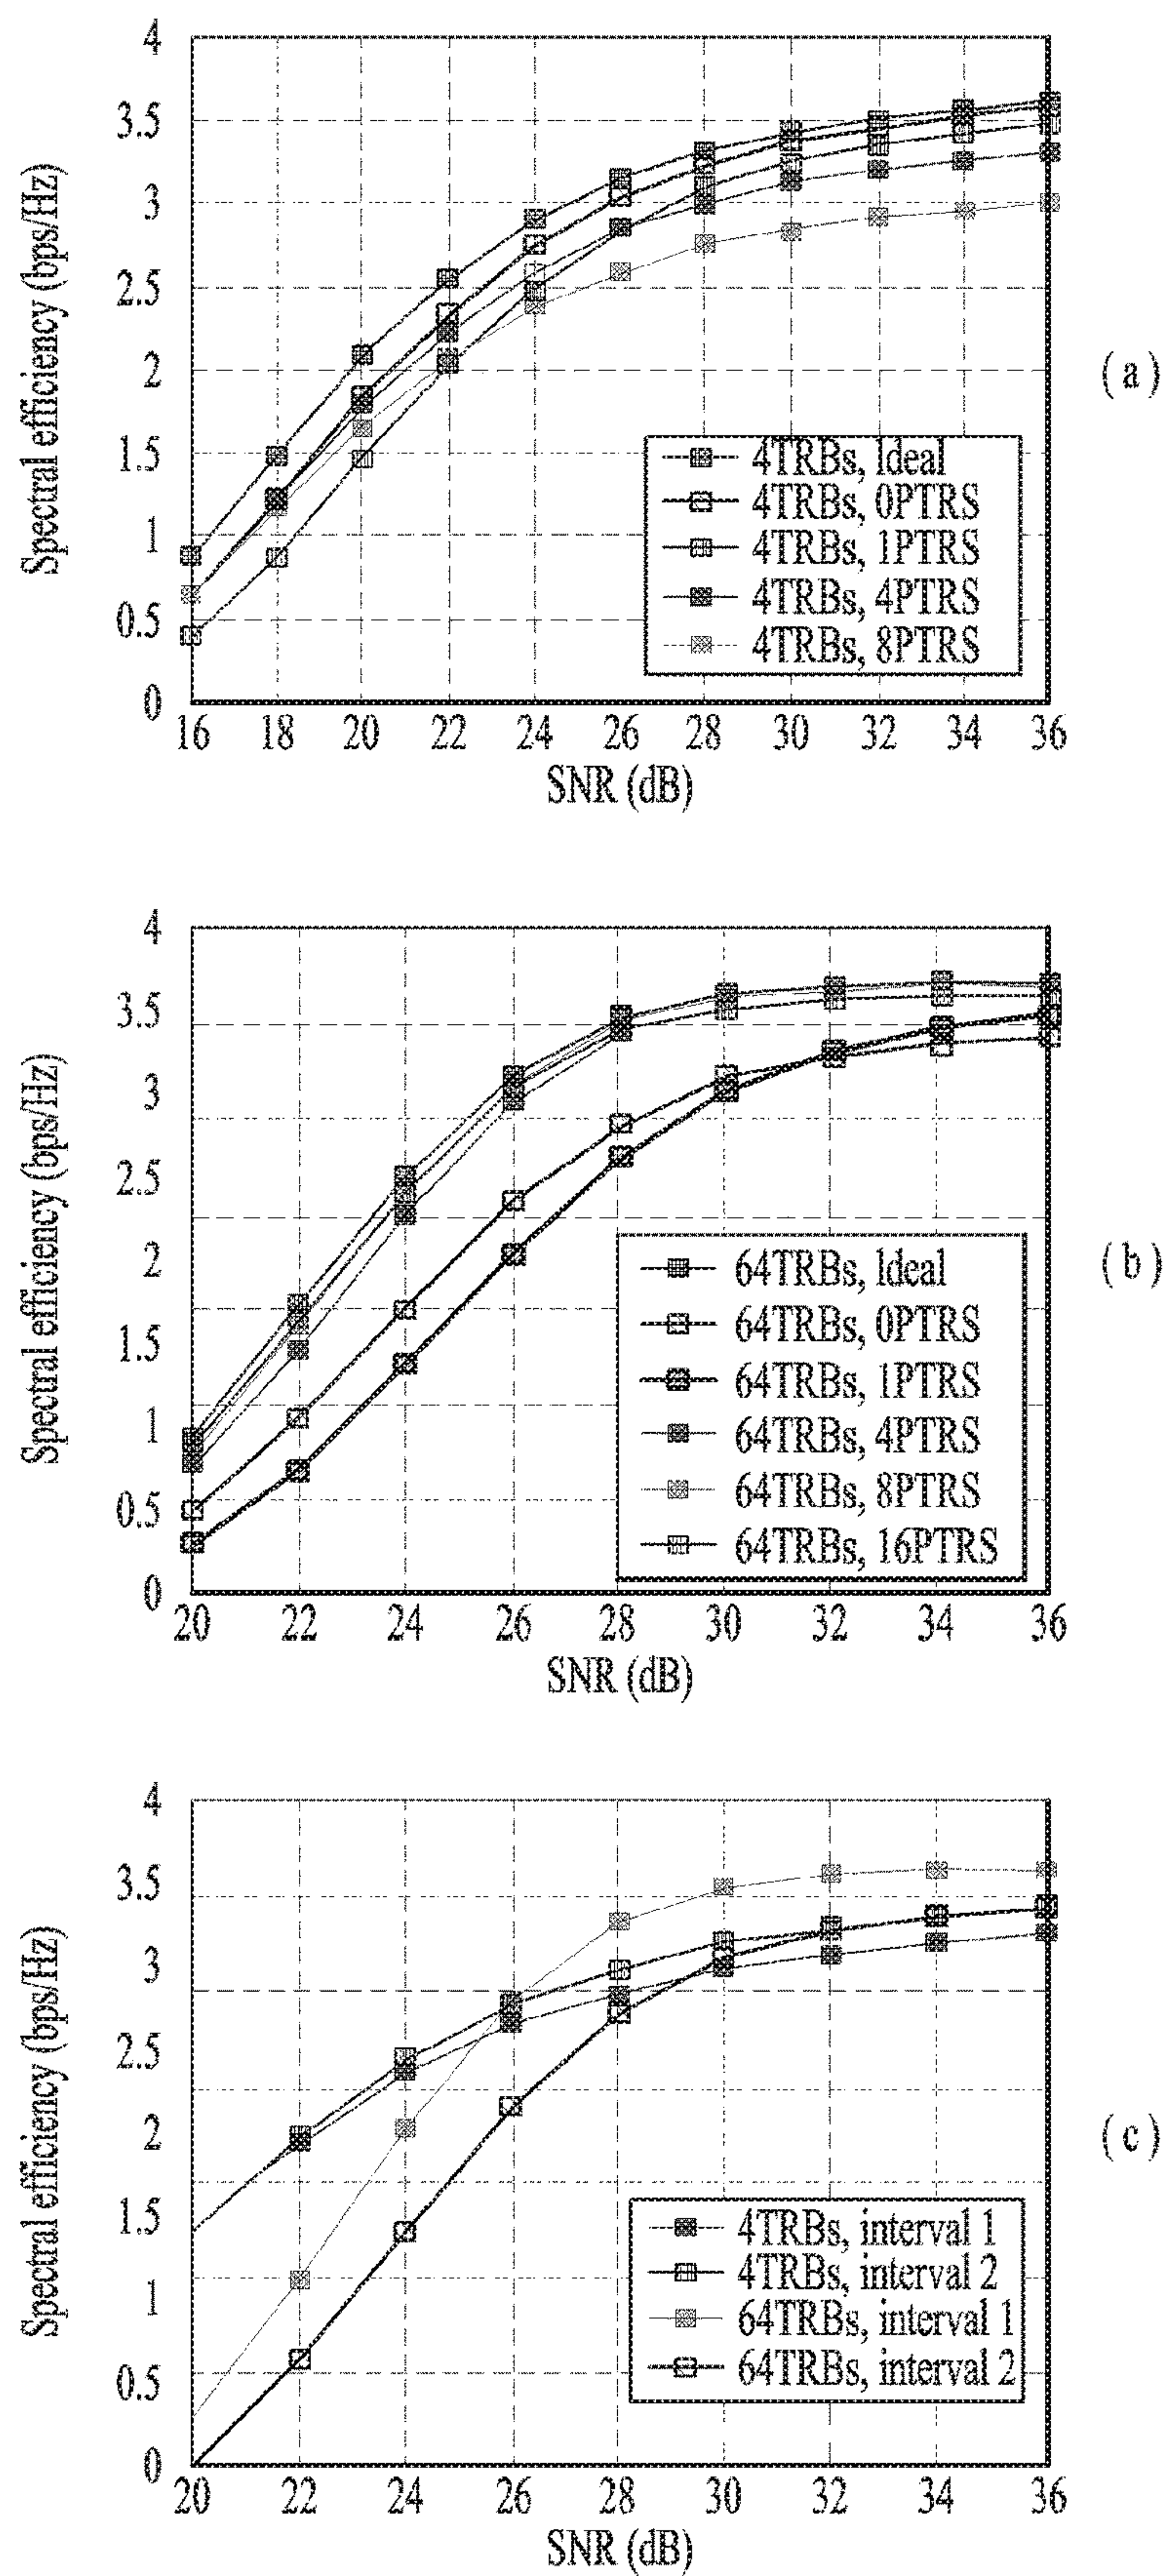 4
3.5
3
2.5
2
1.5
1
0.5
0
Spectral efficiency (bps/Hz)
4TRBs, Ideal
4TRBs, 0PTRS
4TRBs, 1PTRS
4TRBs, 4PTRS
4TRBs, 8PTRS
16 18 20 22 24 26 28 30 32 34 36
SNR (dB)
( a )
4
3.5
3
2.5
2
1.5
1
0.5
0
Spectral efficiency (bps/Hz)
64TRBs, Ideal
64TRBs, 0PTRS
64TRBs, 1PTRS
64TRBs, 4PTRS
64TRBs, 8PTRS
64TRBs, 16PTRS
20 22 24 26 28 30 32 34 36
SNR (dB)
( b )
4
3.5
3
2.5
2
1.5
1
0.5
0
Spectral efficiency (bps/Hz)
4TRBs, interval 1
4TRBs, interval 2
64TRBs, interval 1
64TRBs, interval 2
20 22 24 26 28 30 32 34 36
SNR (dB)
( c )